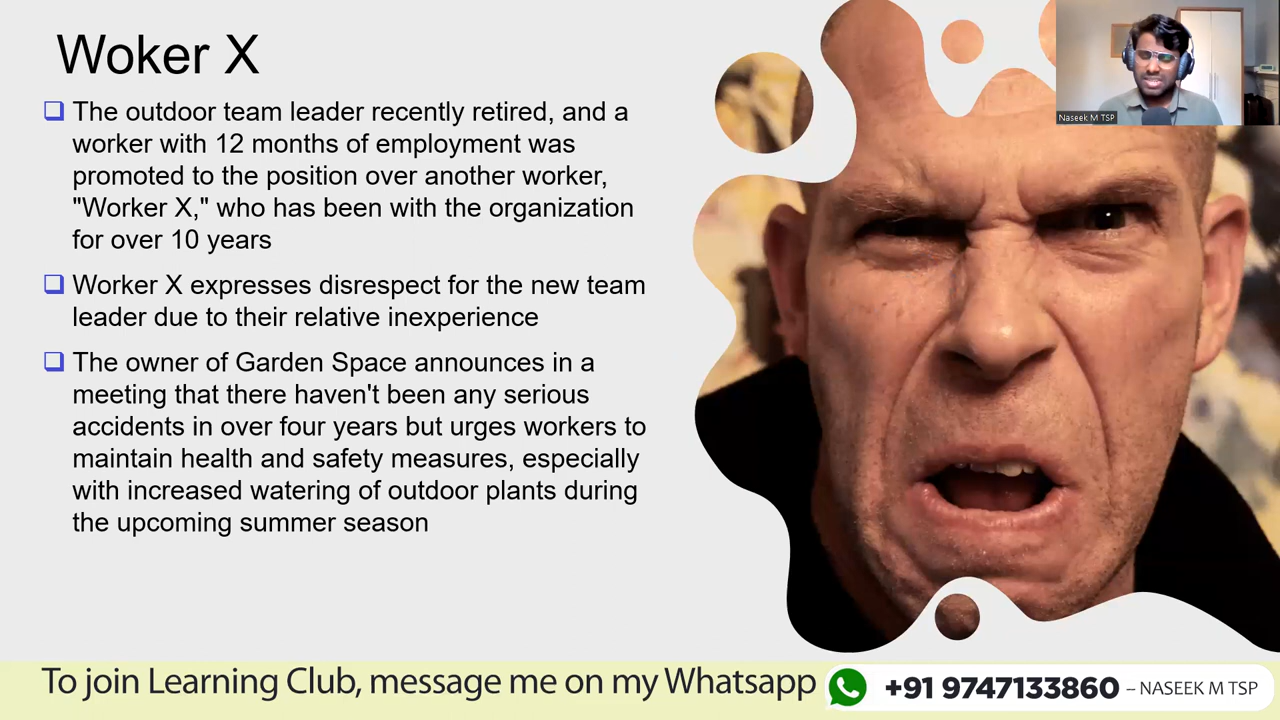 Woker X
The outdoor team leader recently retired, and a
worker with 12 months of employment was
promoted to the position over another worker,
"Worker X," who has been with the organization
for over 10 years
Worker X expresses disrespect for the new team
leader due to their relative inexperience
The owner of Garden Space announces in a
meeting that there haven't been any serious
accidents in over four years but urges workers to
maintain health and safety measures, especially
with increased watering of outdoor plants during
the upcoming summer season
Naseek M TSP
To join Learning Club, message me on my Whatsapp +91 9747133860 – NASEEK M TSP